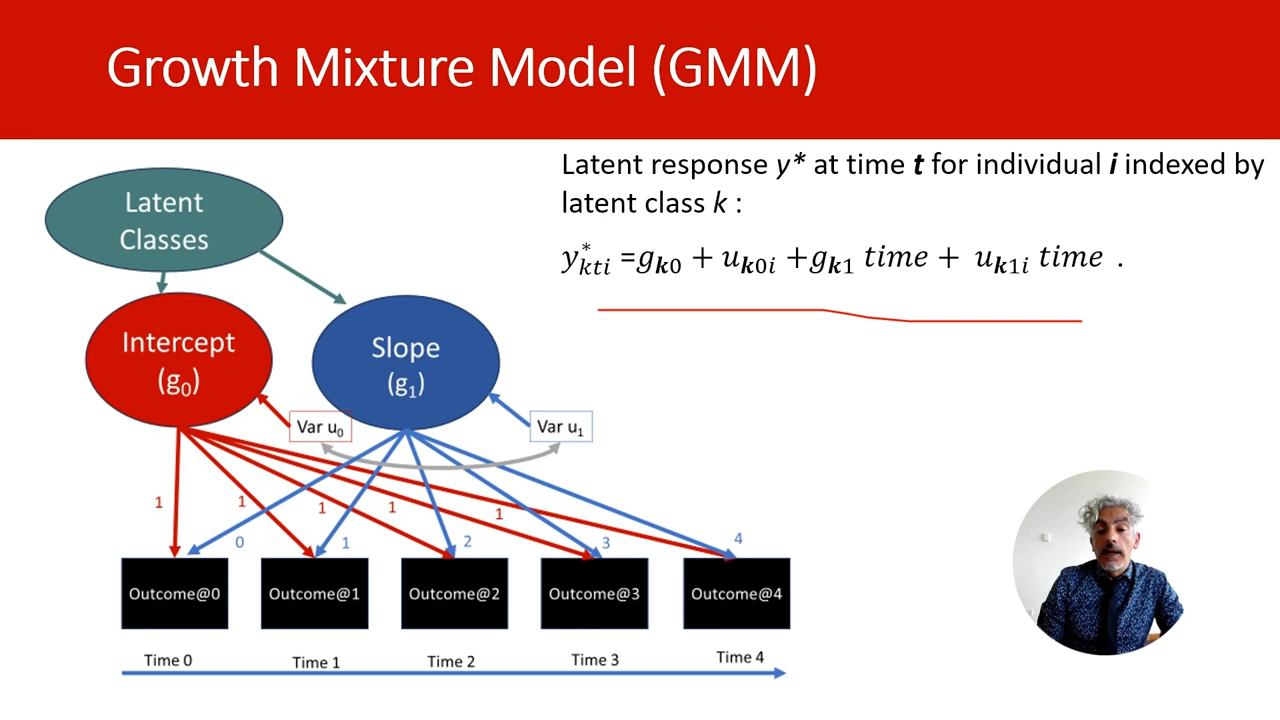 Growth Mixture Model (GMM)
Latent response y* at time t for individual i indexed by
latent class k :
y*ₖₜᵢ =gₖ₀ + uₖ₀ᵢ +gₖ₁ time + uₖ₁ᵢ time .
Latent
Classes
Intercept
(g₀)
Slope
(g₁)
Var u₀
Var u₁
1
1
1
1
1
0
1
2
3
4
Outcome@0
Outcome@1
Outcome@2
Outcome@3
Outcome@4
Time 0
Time 1
Time 2
Time 3
Time 4